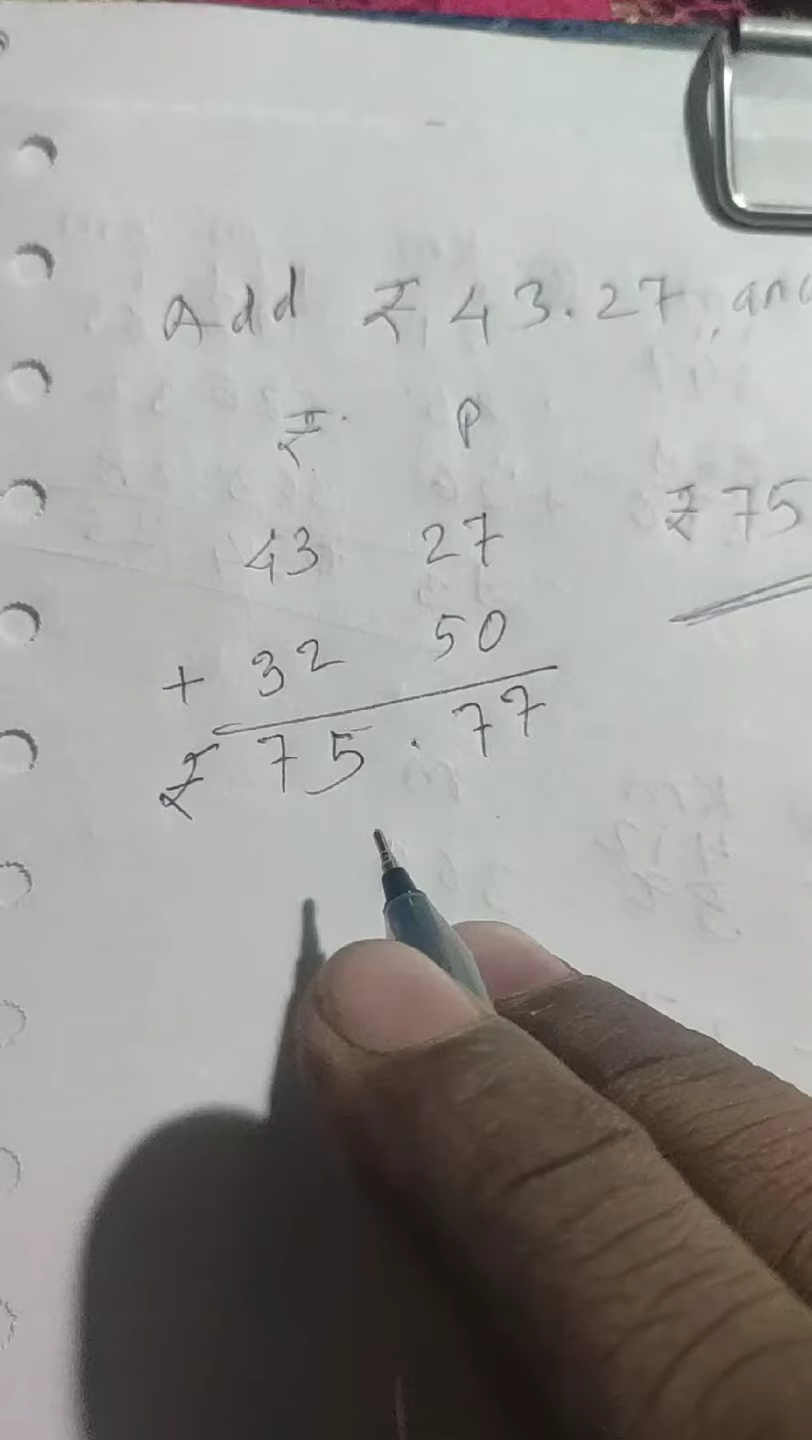 Add ₹ 43.27 and
₹ P
43 27
₹ 75
+ 32 50
₹ 75.77